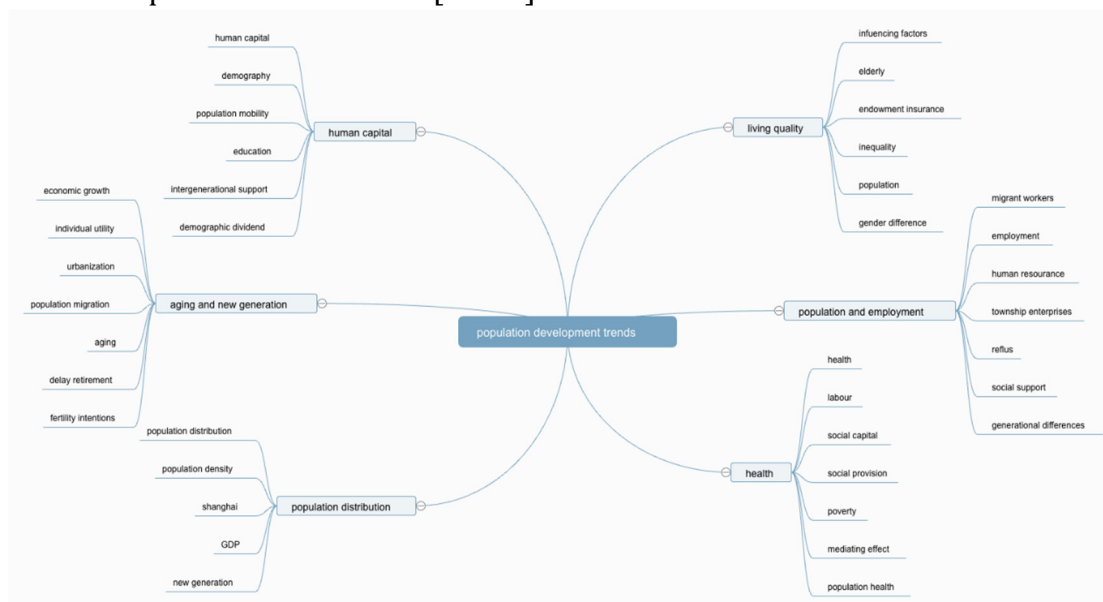 human capital
demography
population mobility
education
intergenerational support
demographic dividend
human capital
economic growth
individual utility
urbanization
population migration
aging
delay retirement
fertility intentions
aging and new generation
population distribution
population density
shanghai
GDP
new generation
population distribution
population development trends
infuencing factors
elderly
endowment insurance
inequality
population
gender difference
living quality
migrant workers
employment
human resourance
township enterprises
reflus
social support
generational differences
population and employment
health
labour
social capital
social provision
poverty
mediating effect
population health
health